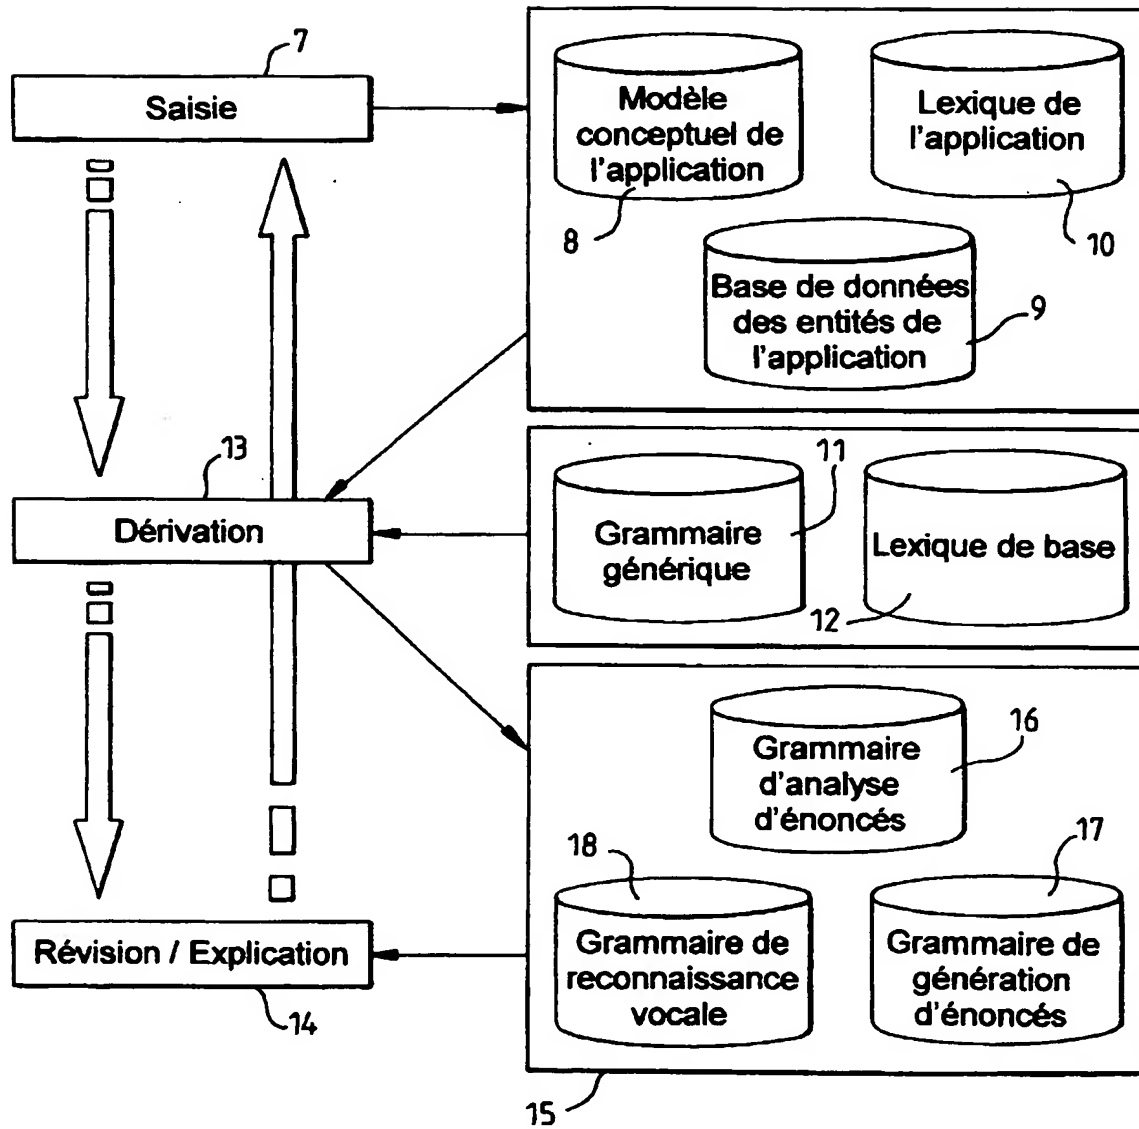 7
Saisie
Modèle
conceptuel de
l'application
8
Lexique de
l'application
10
Base de données
des entités de
l'application
9
13
Dérivation
Grammaire
générique
11
Lexique de base
12
Grammaire
d'analyse
d'énoncés
16
18
Grammaire de
reconnaissance
vocale
17
Grammaire de
génération
d'énoncés
Révision / Explication
14
15